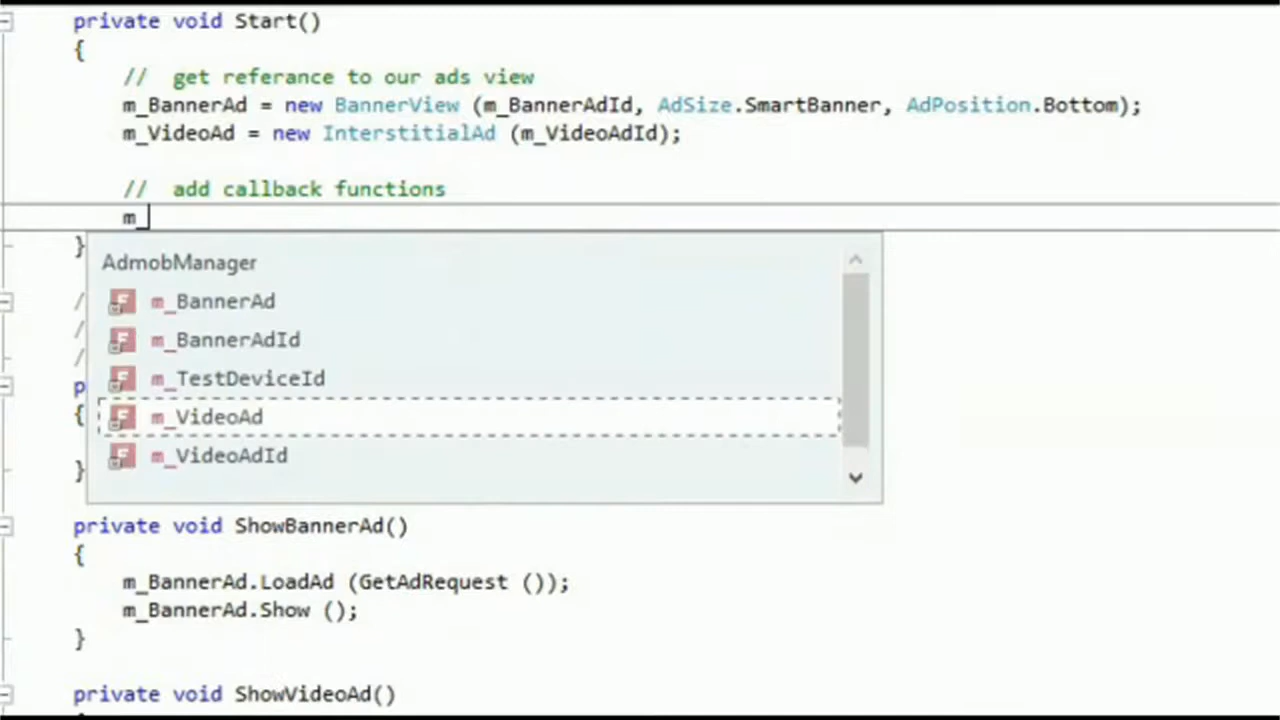 private void Start()
{
//  get referance to our ads view
m_BannerAd = new BannerView (m_BannerAdId, AdSize.SmartBanner, AdPosition.Bottom);
m_VideoAd = new InterstitialAd (m_VideoAdId);
//  add callback functions
m_
}
AdmobManager
m_BannerAd
/
m_BannerAdId
/
/
m_TestDeviceId
p
m_VideoAd
{
m_VideoAdId
}
private void ShowBannerAd()
{
m_BannerAd.LoadAd (GetAdRequest ());
m_BannerAd.Show ();
}
private void ShowVideoAd()